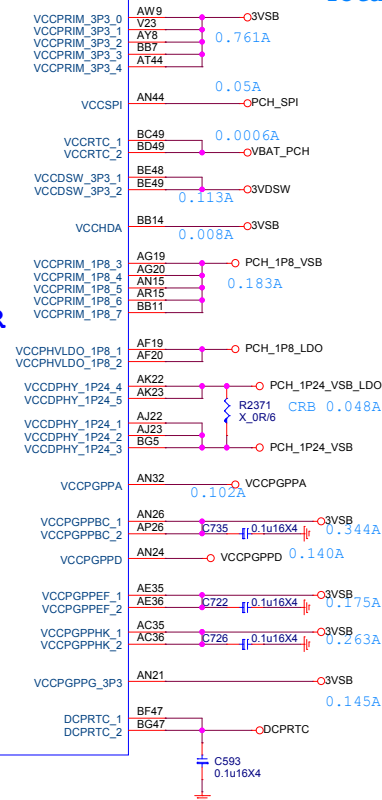 VCCPRIM_3P3_0 AW9 3VSB
VCCPRIM_3P3_1 V23
VCCPRIM_3P3_2 AY8 0.761A
VCCPRIM_3P3_3 BB7
VCCPRIM_3P3_4 AT44
0.05A
VCCSPI AN44 PCH_SPI
VCCRTC_1 BC49 0.0006A
VCCRTC_2 BD49 VBAT_PCH
VCCDSW_3P3_1 BE48
VCCDSW_3P3_2 BE49 3VDSW
0.113A
VCCHDA BB14 3VSB
0.008A
VCCPRIM_1P8_3 AG19 PCH_1P8_VSB
VCCPRIM_1P8_4 AG20
VCCPRIM_1P8_5 AN15 0.183A
VCCPRIM_1P8_6 AR15
VCCPRIM_1P8_7 BB11
VCCPHVLDO_1P8_1 AF19 PCH_1P8_LDO
VCCPHVLDO_1P8_2 AF20
VCCDPHY_1P24_4 AK22 PCH_1P24_VSB_LDO
VCCDPHY_1P24_5 AK23
R2371 CRB 0.048A
X_0R/6
VCCDPHY_1P24_1 AJ22
VCCDPHY_1P24_2 AJ23
VCCDPHY_1P24_3 BG5 PCH_1P24_VSB
VCCPGPPA AN32 VCCPGPPA
0.102A
VCCPGPPBC_1 AN26 3VSB
VCCPGPPBC_2 AP26 C735 0.1u16X4 0.344A
VCCPGPPD AN24 VCCPGPPD 0.140A
VCCPGPPEF_1 AE35 3VSB
VCCPGPPEF_2 AE36 C722 0.1u16X4 0.175A
VCCPGPPHK_1 AC35 3VSB
VCCPGPPHK_2 AC36 C726 0.1u16X4 0.263A
VCCPGPPG_3P3 AN21 3VSB
0.145A
DCPRTC_1 BF47
DCPRTC_2 BG47 DCPRTC
C593
0.1u16X4